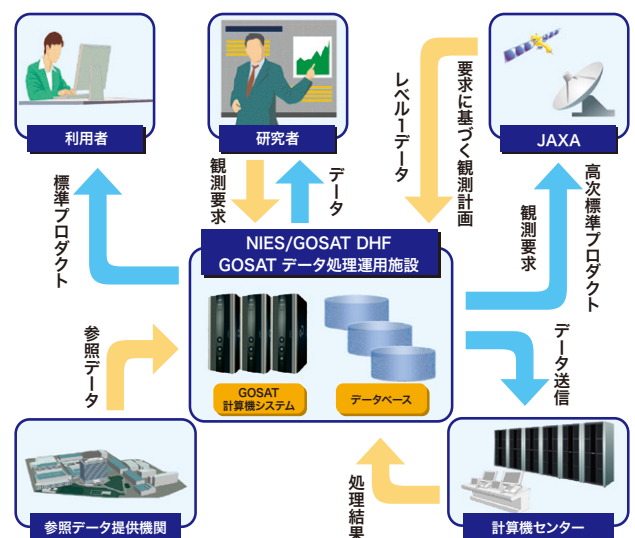 利用者
研究者
JAXA
標準プロダクト
観測要求
データ
レベル1データ
要求に基づく観測計画
観測要求
高次標準プロダクト
NIES/GOSAT DHF
GOSAT データ処理運用施設
GOSAT
計算機システム
データベース
参照データ
データ送信
処理結果
参照データ提供機関
計算機センター